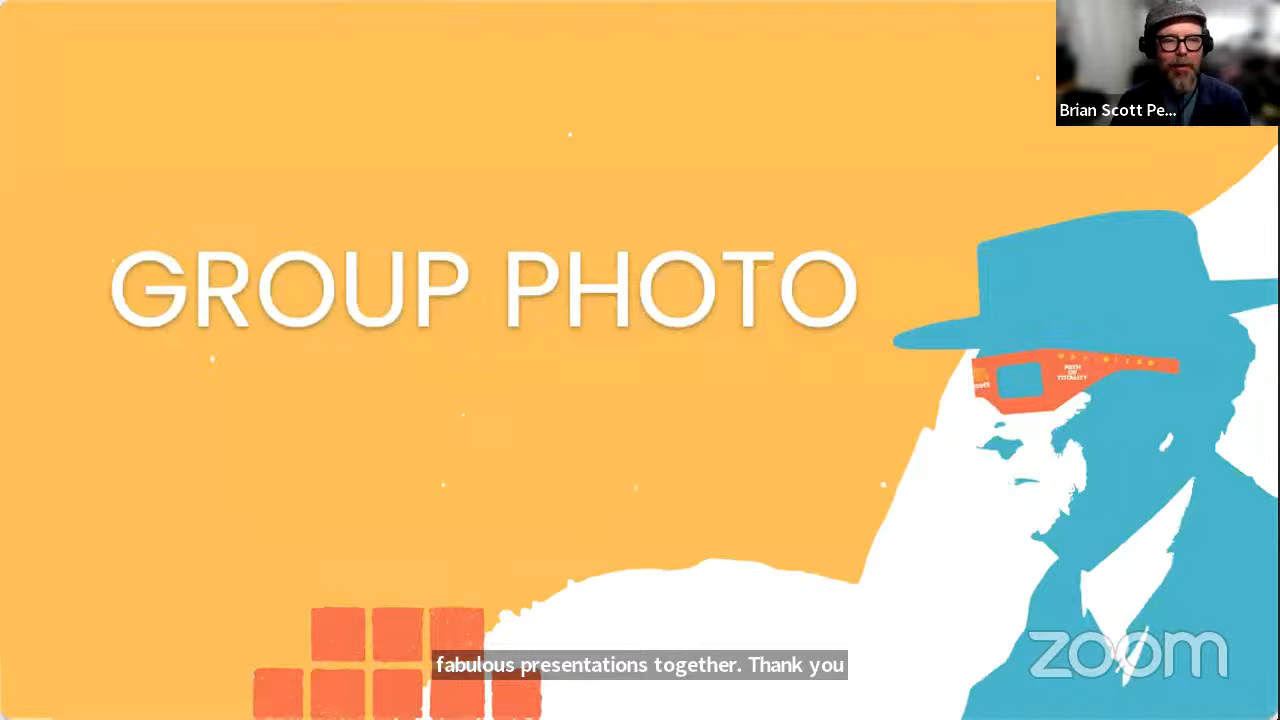 Brian Scott Pe...
GROUP PHOTO
PATH
OF
TOTALITY
fabulous presentations together. Thank you
zoom